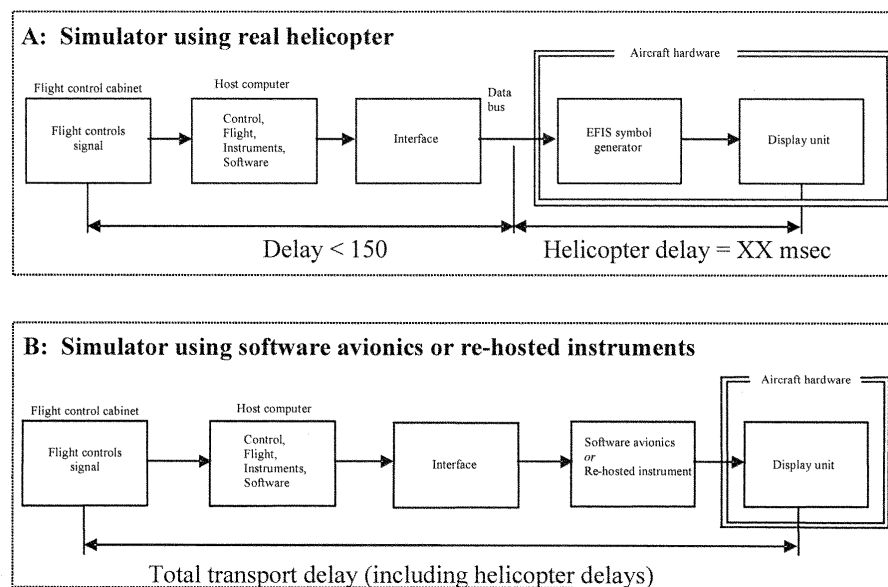 A: Simulator using real helicopter
Aircraft hardware
Flight control cabinet
Host computer
Data
bus
Flight controls
signal
Control,
Flight,
Instruments,
Software
Interface
EFIS symbol
generator
Display unit
Delay < 150
Helicopter delay = XX msec
B: Simulator using software avionics or re-hosted instruments
Aircraft hardware
Flight control cabinet
Host computer
Flight controls
signal
Control,
Flight,
Instruments,
Software
Interface
Software avionics
or
Re-hosted instrument
Display unit
Total transport delay (including helicopter delays)